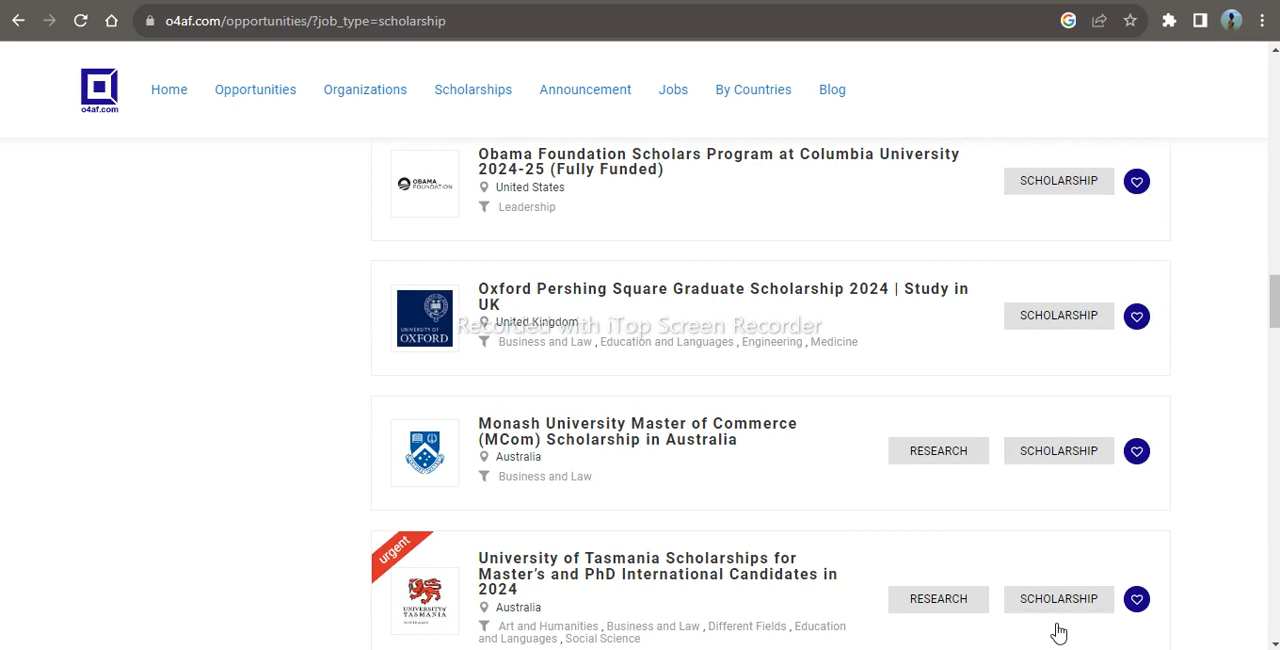 o4af.com/opportunities/?job_type=scholarship
o4af.com
Home Opportunities Organizations Scholarships Announcement Jobs By Countries Blog
OBAMA FOUNDATION
Obama Foundation Scholars Program at Columbia University
2024-25 (Fully Funded)
United States
Leadership
SCHOLARSHIP
UNIVERSITY OF
OXFORD
Oxford Pershing Square Graduate Scholarship 2024 | Study in
UK
United Kingdom
Recorded with iTop Screen Recorder
Business and Law , Education and Languages , Engineering , Medicine
SCHOLARSHIP
Monash University Master of Commerce
(MCom) Scholarship in Australia
Australia
Business and Law
RESEARCH SCHOLARSHIP
urgent
UNIVERSITY of
TASMANIA
University of Tasmania Scholarships for
Master's and PhD International Candidates in
2024
Australia
Art and Humanities , Business and Law , Different Fields , Education
and Languages , Social Science
RESEARCH SCHOLARSHIP